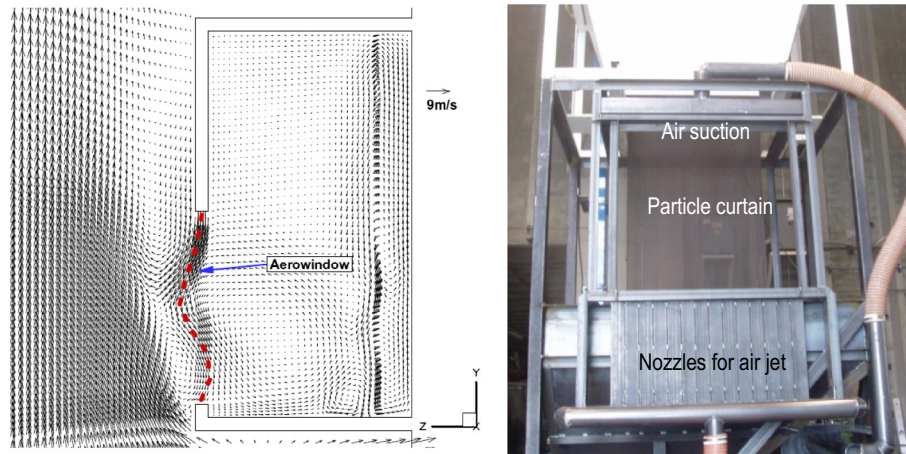 9m/s
Aerowindow
Y
Z
X
Air suction
Particle curtain
Nozzles for air jet